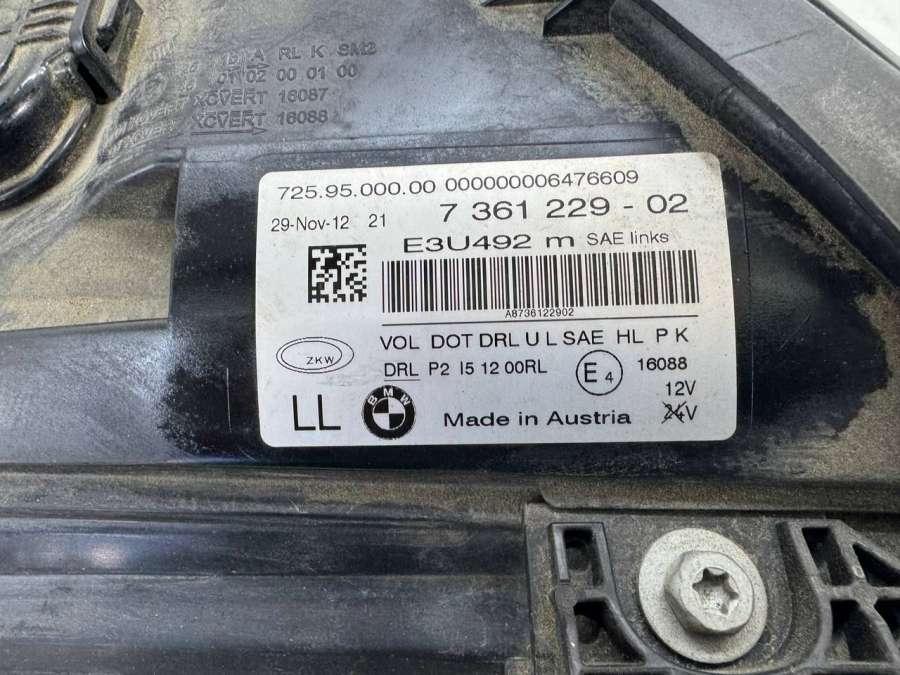 A RL K SM2
02 00 01 00
XCVERT 16087
XCVERT 16088
725.95.000.00 000000006476609
29-Nov-12 21 7 361 229 - 02
E3U492 m SAE links
A8736122902
VOL DOT DRL U L SAE HL P K
ZKW
DRL P2 I5 12 00RL E4 16088
12V
LL BMW Made in Austria 24V